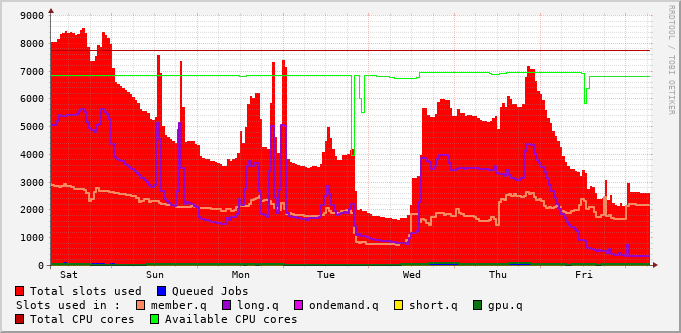 9000
8000
7000
6000
5000
4000
3000
2000
1000
0
Sat Sun Mon Tue Wed Thu Fri
RRDTOOL / TOBI OETIKER
Total slots used Queued Jobs
Slots used in : member.q long.q ondemand.q short.q gpu.q
Total CPU cores Available CPU cores